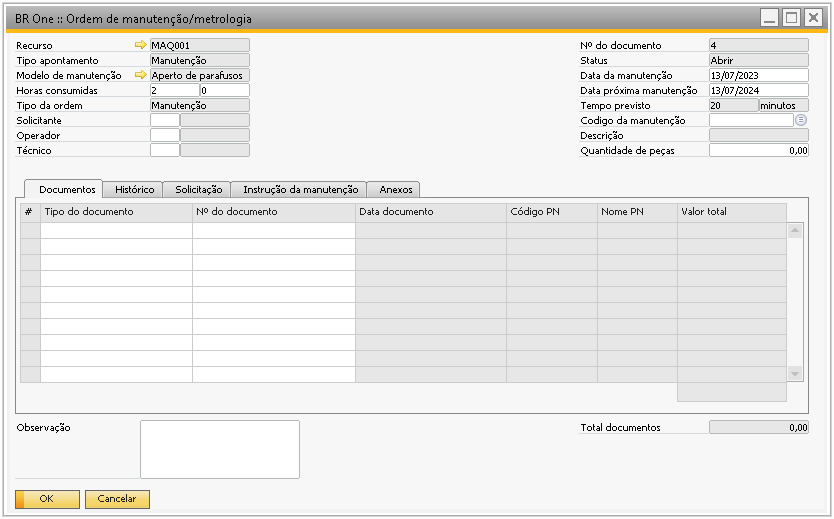 BR One :: Ordem de manutenção/metrologia
Recurso MAQ001
Tipo apontamento Manutenção
Modelo de manutenção Aperto de parafusos
Horas consumidas 2 0
Tipo da ordem Manutenção
Solicitante
Operador
Técnico
Nº do documento 4
Status Abrir
Data da manutenção 13/07/2023
Data próxima manutenção 13/07/2024
Tempo previsto 20 minutos
Codigo da manutenção
Descrição
Quantidade de peças 0,00
Documentos Histórico Solicitação Instrução da manutenção Anexos
# Tipo do documento Nº do documento Data documento Código PN Nome PN Valor total
Observação
Total documentos 0,00
OK Cancelar